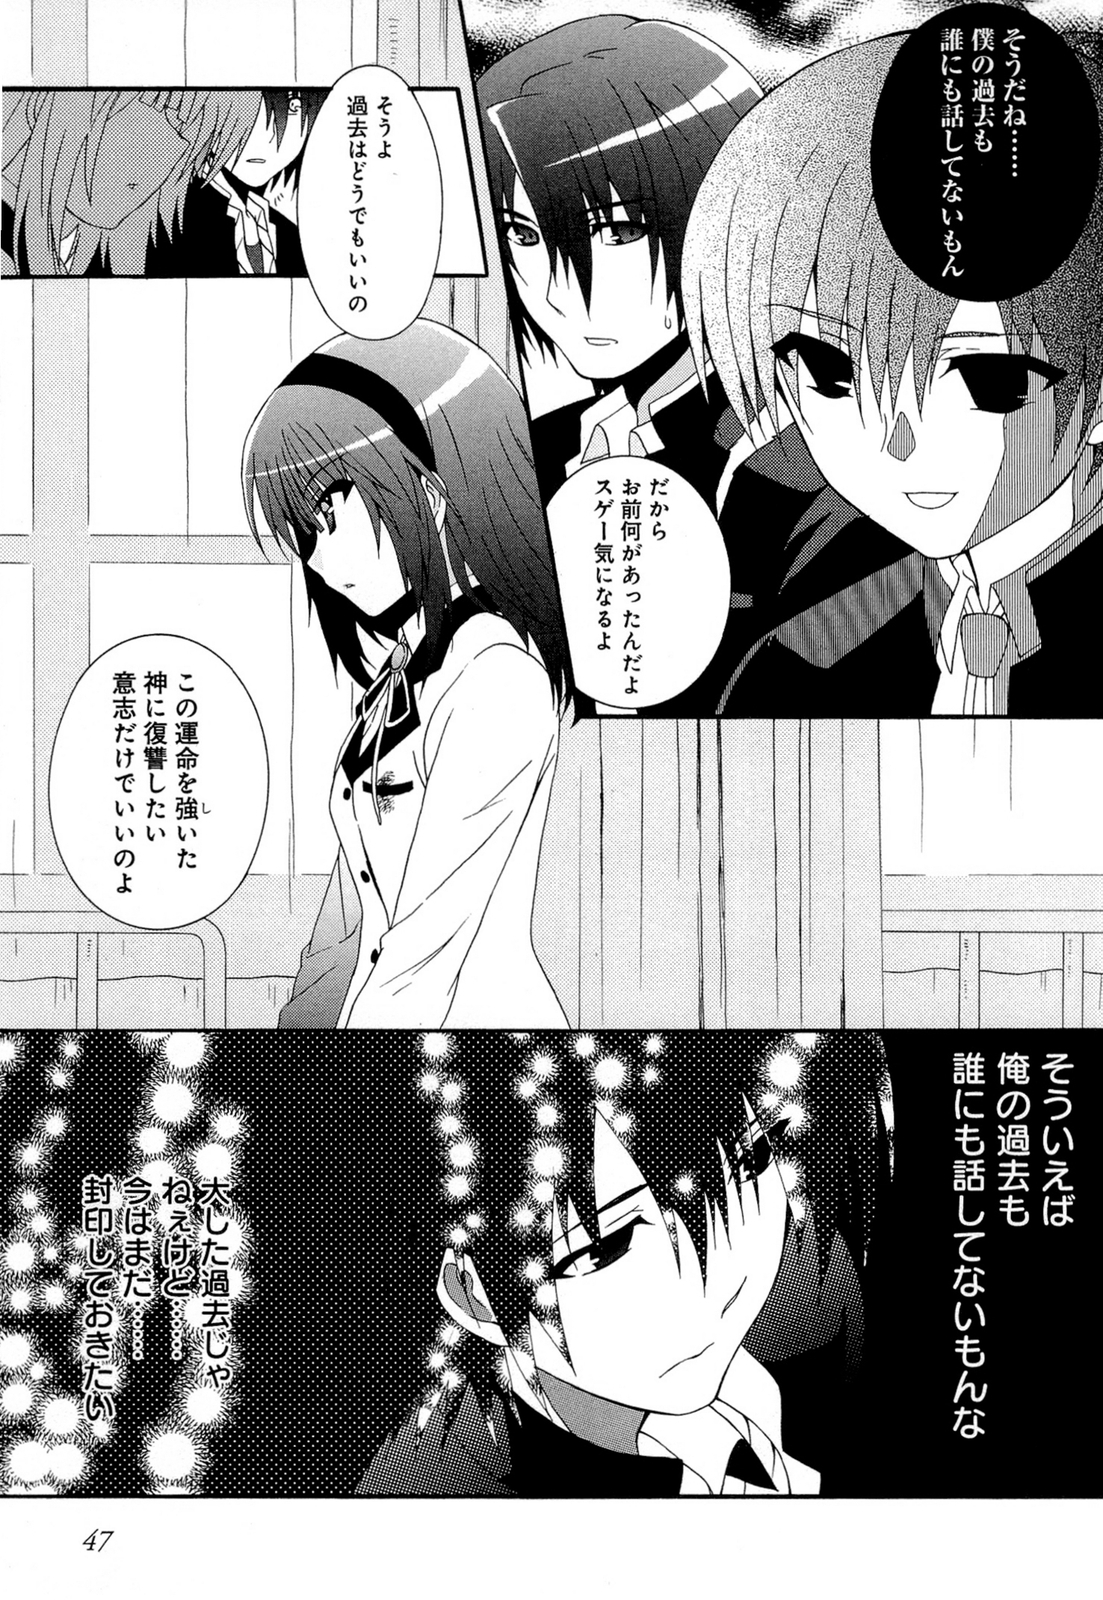 そうだね……
僕の過去も
誰にも話してないもん
だから
お前何があったんだよ
スゲー気になるよ
そうよ
過去はどうでもいいの
この運命を強いた
し
神に復讐したい
意志だけでいいのよ
そういえば
俺の過去も
誰にも話してないもんな
大した過去じゃ
ねぇけど……
今はまだ……
封印しておきたい
47